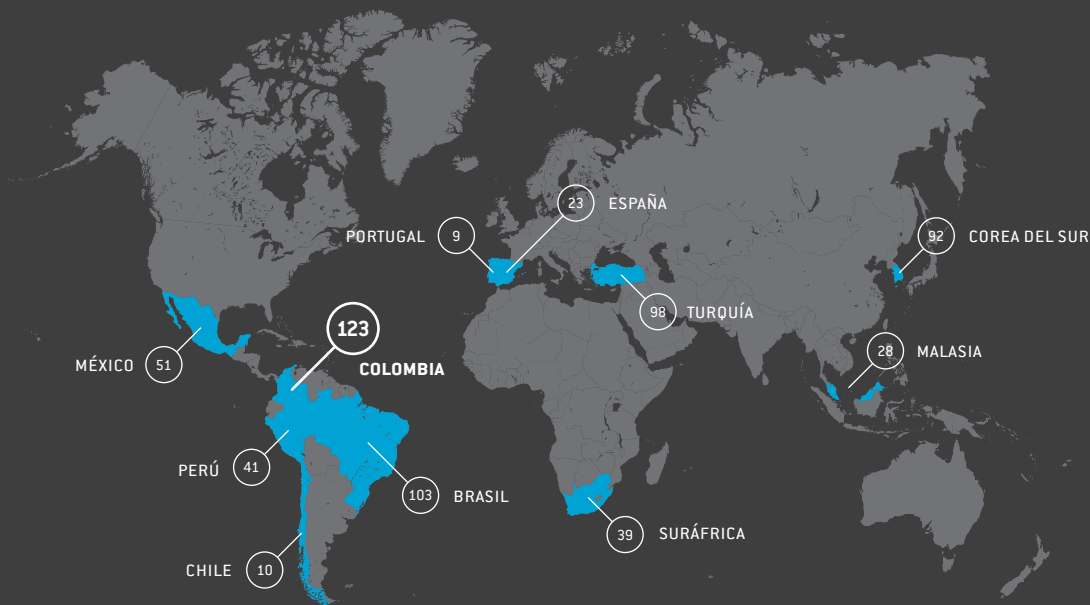 23 ESPAÑA
PORTUGAL 9
92 COREA DEL SUR
98 TURQUÍA
123
COLOMBIA
MÉXICO 51
28 MALASIA
PERÚ 41
103 BRASIL
39 SURÁFRICA
CHILE 10